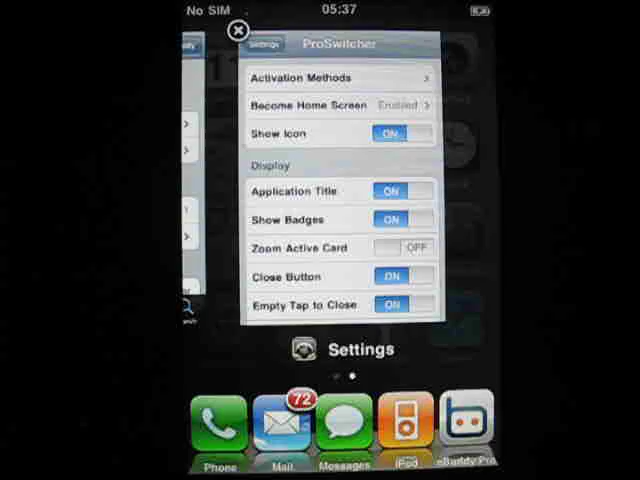 No SIM
05:37
Settings
ProSwitcher
Activation Methods
Become Home Screen Enabled
Show Icon ON
Display
Application Title ON
Show Badges ON
Zoom Active Card OFF
Close Button ON
Empty Tap to Close ON
Settings
72
Phone
Mail
Messages
iPod
eBuddy Pro